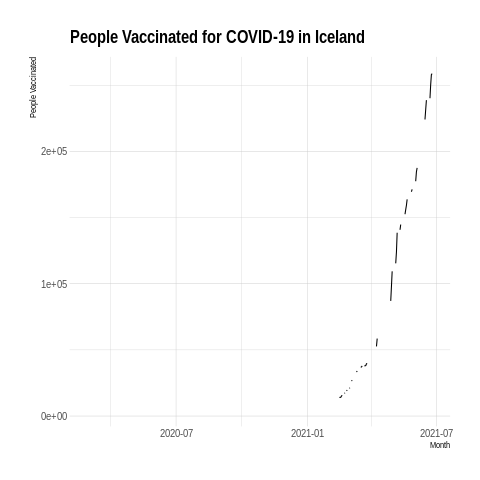 People Vaccinated for COVID-19 in Iceland
People Vaccinated
2e+05
1e+05
0e+00
2020-07
2021-01
2021-07
Month